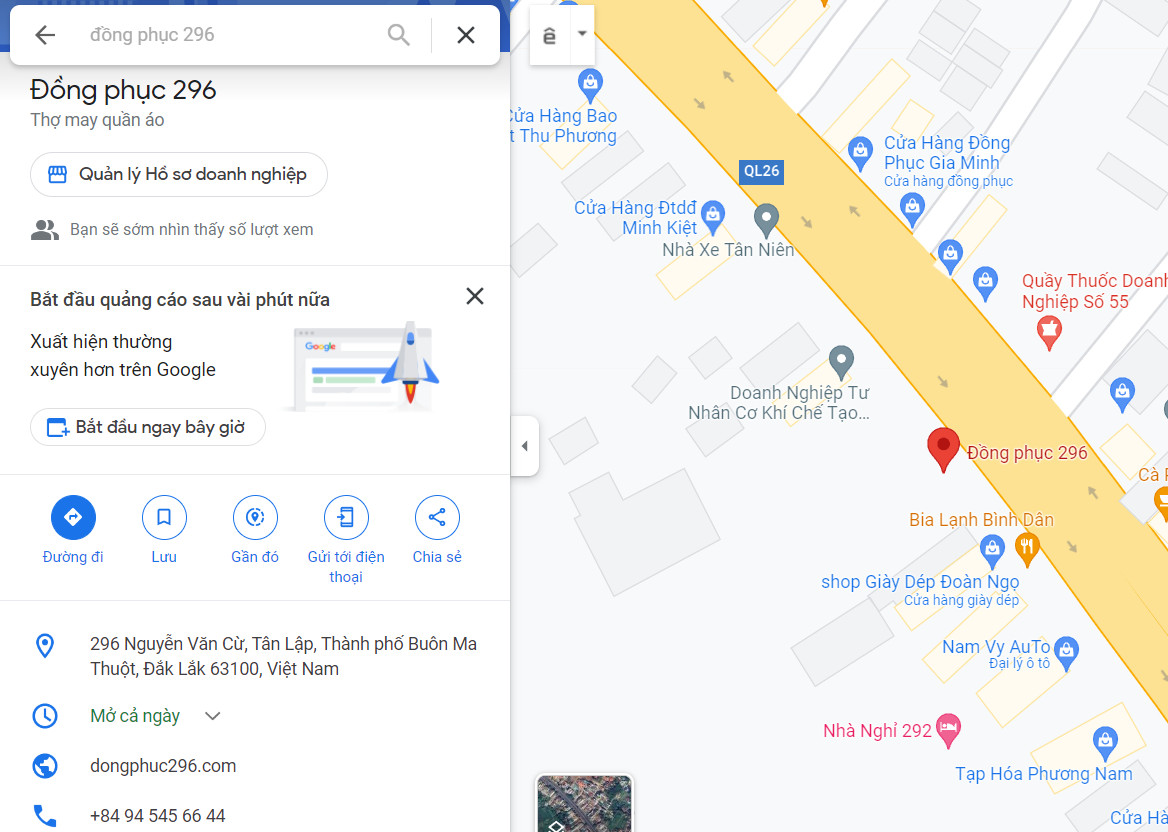 đồng phục 296
Đồng phục 296
Thợ may quần áo
Quản lý Hồ sơ doanh nghiệp
Bạn sẽ sớm nhìn thấy số lượt xem
Bắt đầu quảng cáo sau vài phút nữa
Xuất hiện thường
xuyên hơn trên Google
Google
Bắt đầu ngay bây giờ
Đường đi
Lưu
Gần đó
Gửi tới điện
thoại
Chia sẻ
296 Nguyễn Văn Cừ, Tân Lập, Thành phố Buôn Ma
Thuột, Đắk Lắk 63100, Việt Nam
Mở cả ngày
dongphuc296.com
+84 94 545 66 44
ê
Cửa Hàng Bao
t Thu Phương
Cửa Hàng Đồng
Phục Gia Minh
Cửa hàng đồng phục
QL26
Cửa Hàng Đtdđ
Minh Kiệt
Nhà Xe Tân Niên
Quầy Thuốc Doanh
Nghiệp Số 55
Doanh Nghiệp Tư
Nhân Cơ Khí Chế Tạo...
Đồng phục 296
Cà
Bia Lạnh Bình Dân
shop Giày Dép Đoàn Ngọ
Cửa hàng giày dép
Nam Vy AuTo
Đại lý ô tô
Nhà Nghỉ 292
Tạp Hóa Phương Nam
Cửa Hà